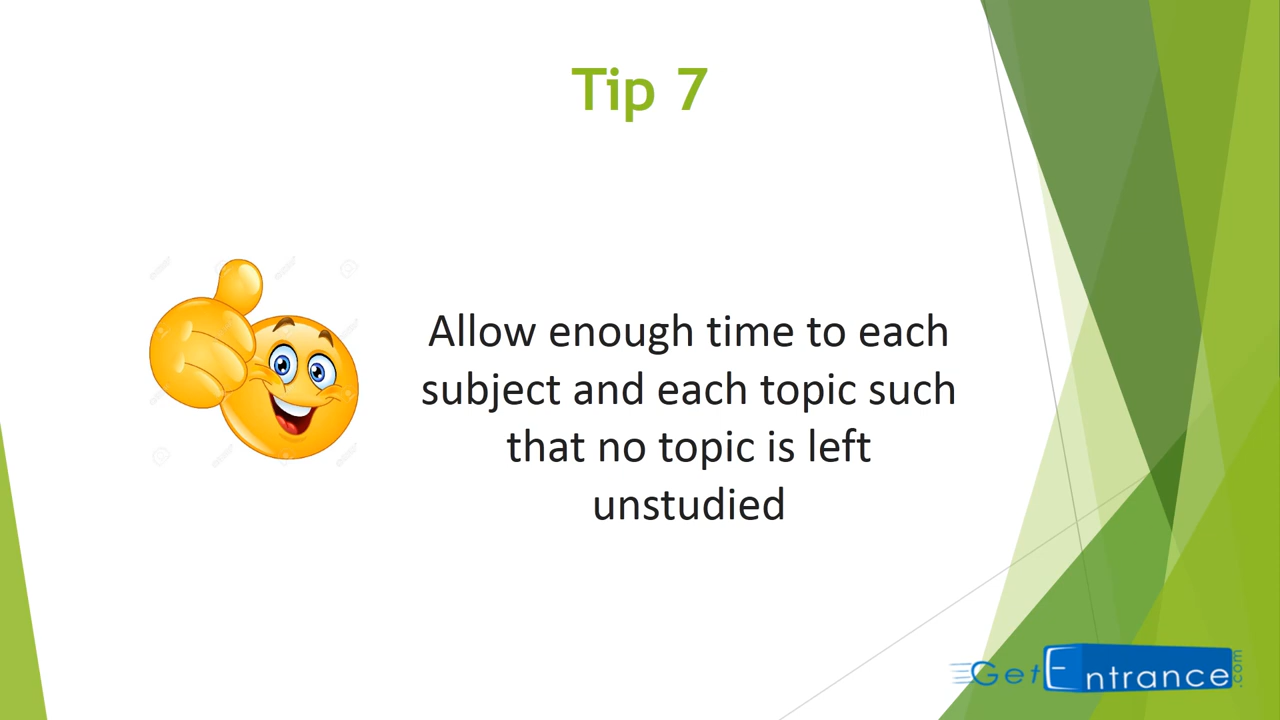 Tip 7
Allow enough time to each
subject and each topic such
that no topic is left
unstudied
GetEntrance.com